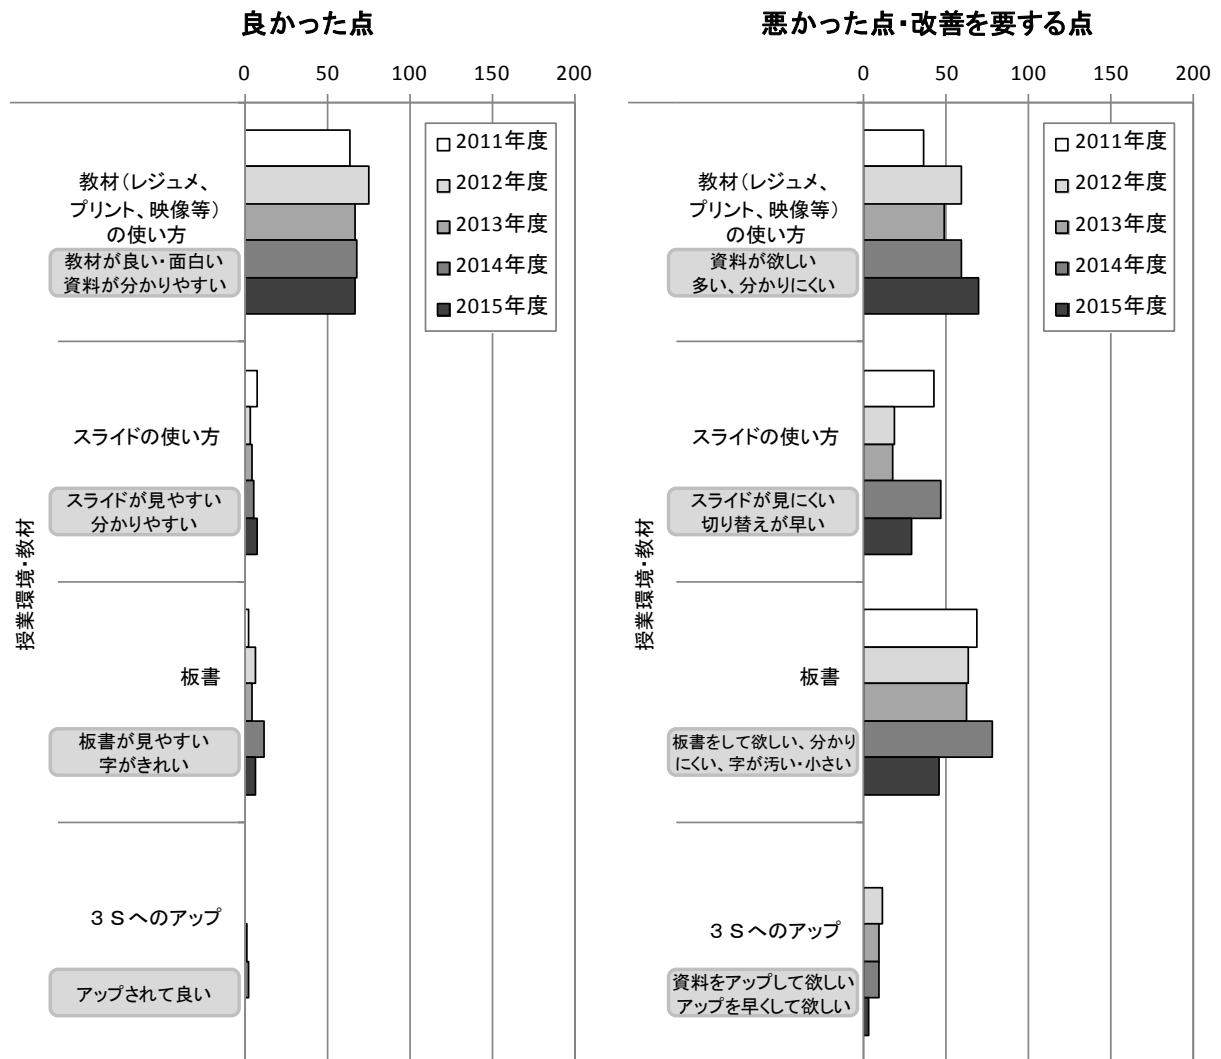 良かった点
0 50 100 150 200
2011年度
2012年度
2013年度
2014年度
2015年度
授業環境・教材
教材（レジュメ、
プリント、映像等）
の使い方
教材が良い・面白い
資料が分かりやすい
スライドの使い方
スライドが見やすい
分かりやすい
板書
板書が見やすい
字がきれい
３Ｓへのアップ
アップされて良い
悪かった点・改善を要する点
0 50 100 150 200
2011年度
2012年度
2013年度
2014年度
2015年度
授業環境・教材
教材（レジュメ、
プリント、映像等）
の使い方
資料が欲しい
多い、分かりにくい
スライドの使い方
スライドが見にくい
切り替えが早い
板書
板書をして欲しい、分かり
にくい、字が汚い・小さい
３Ｓへのアップ
資料をアップして欲しい
アップを早くして欲しい